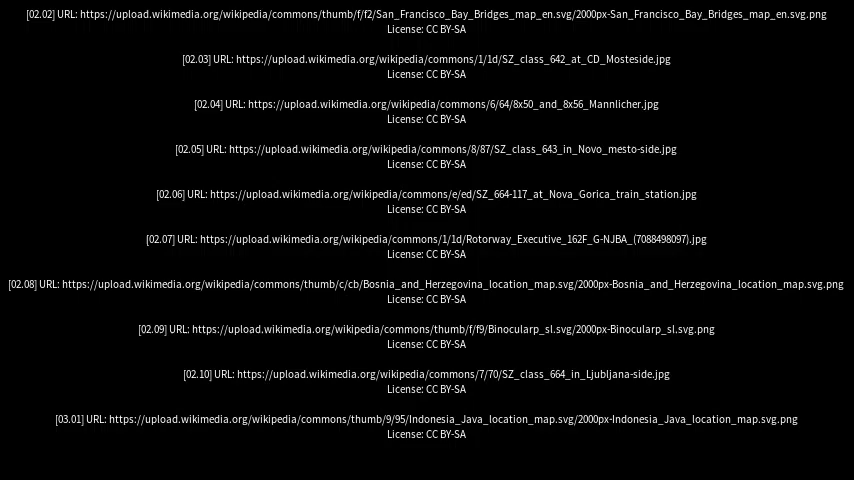 [02.02] URL: https://upload.wikimedia.org/wikipedia/commons/thumb/f/f2/San_Francisco_Bay_Bridges_map_en.svg/2000px-San_Francisco_Bay_Bridges_map_en.svg.png
License: CC BY-SA
[02.03] URL: https://upload.wikimedia.org/wikipedia/commons/1/1d/SZ_class_642_at_CD_Mosteside.jpg
License: CC BY-SA
[02.04] URL: https://upload.wikimedia.org/wikipedia/commons/6/64/8x50_and_8x56_Mannlicher.jpg
License: CC BY-SA
[02.05] URL: https://upload.wikimedia.org/wikipedia/commons/8/87/SZ_class_643_in_Novo_mesto-side.jpg
License: CC BY-SA
[02.06] URL: https://upload.wikimedia.org/wikipedia/commons/e/ed/SZ_664-117_at_Nova_Gorica_train_station.jpg
License: CC BY-SA
[02.07] URL: https://upload.wikimedia.org/wikipedia/commons/1/1d/Rotorway_Executive_162F_G-NJBA_(7088498097).jpg
License: CC BY-SA
[02.08] URL: https://upload.wikimedia.org/wikipedia/commons/thumb/c/cb/Bosnia_and_Herzegovina_location_map.svg/2000px-Bosnia_and_Herzegovina_location_map.svg.png
License: CC BY-SA
[02.09] URL: https://upload.wikimedia.org/wikipedia/commons/thumb/f/f9/Binocularp_sl.svg/2000px-Binocularp_sl.svg.png
License: CC BY-SA
[02.10] URL: https://upload.wikimedia.org/wikipedia/commons/7/70/SZ_class_664_in_Ljubljana-side.jpg
License: CC BY-SA
[03.01] URL: https://upload.wikimedia.org/wikipedia/commons/thumb/9/95/Indonesia_Java_location_map.svg/2000px-Indonesia_Java_location_map.svg.png
License: CC BY-SA